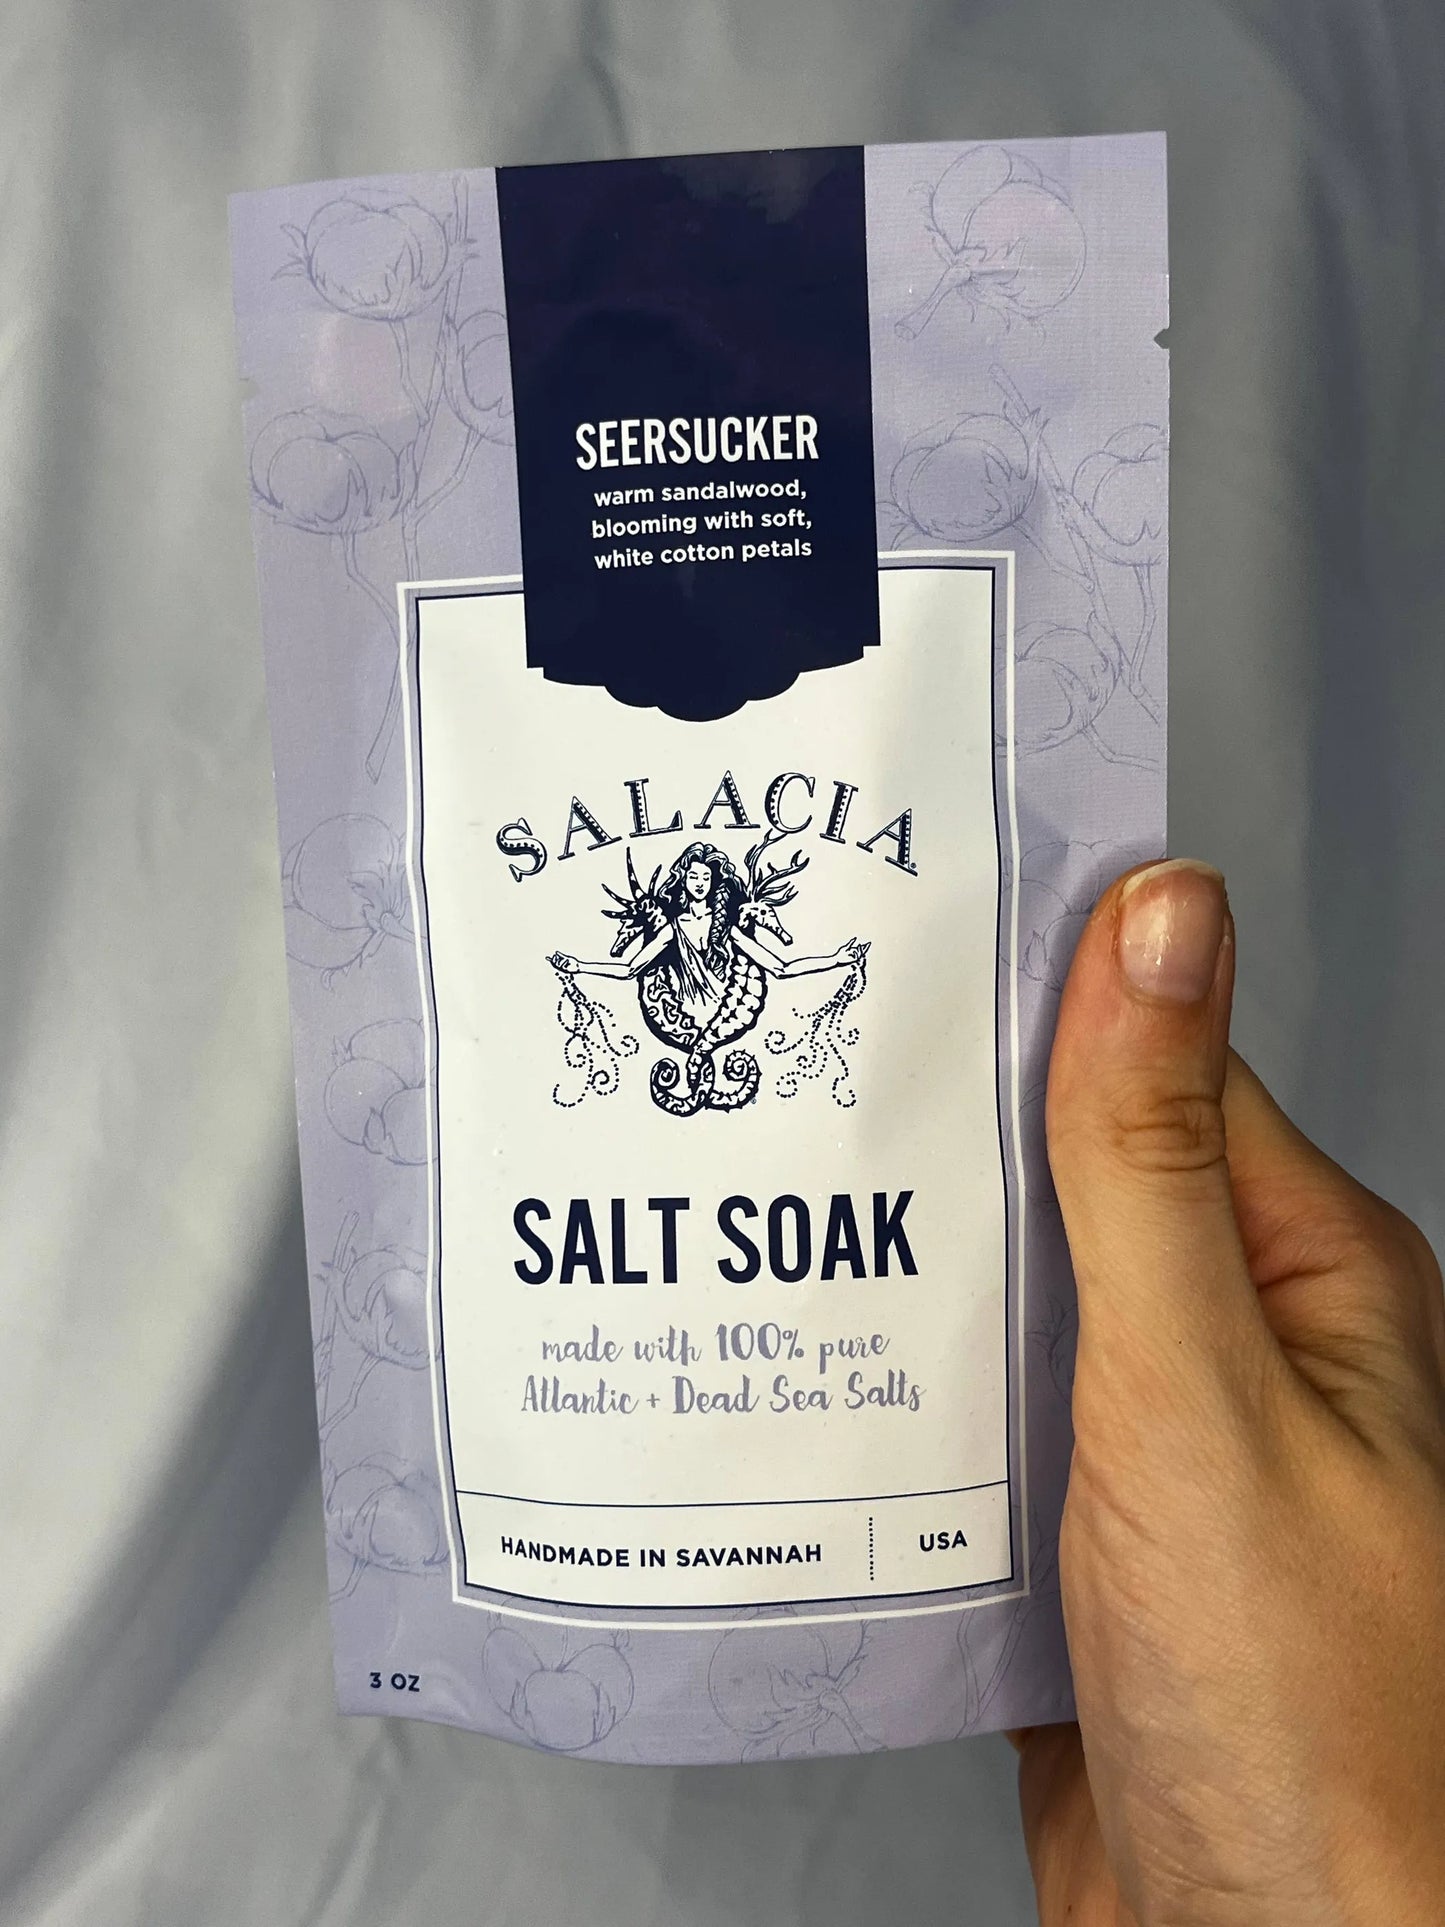 SEERSUCKER
warm sandalwood,
blooming with soft,
white cotton petals
SALACIA
SALT SOAK
made with 100% pure
Atlantic + Dead Sea Salts
HANDMADE IN SAVANNAH
USA
3 OZ